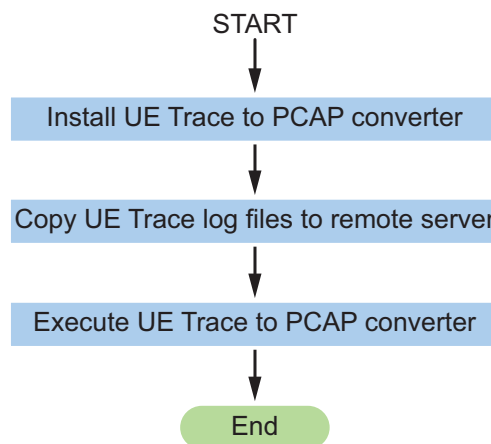 START
Install UE Trace to PCAP converter
Copy UE Trace log files to remote server
Execute UE Trace to PCAP converter
End